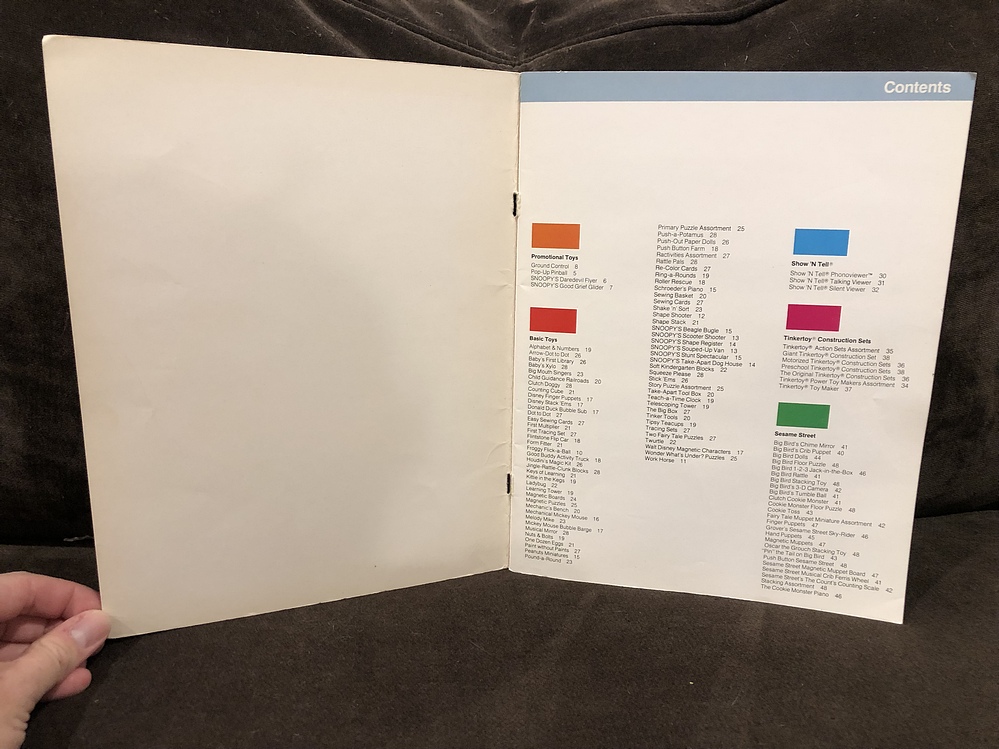 Contents
Promotional Toys
Ground Control 8
Pop-Up Pinball 5
SNOOPY'S Daredevil Flyer 6
SNOOPY'S Good Grief Glider 7
Basic Toys
Alphabet & Numbers 19
Arrow-Dot to Dot 26
Baby's First Library 26
Baby's Xylo 28
Big Mouth Singers 23
Child Guidance Railroads 20
Clutch Doggy 28
Counting Cube 21
Disney Finger Puppets 17
Disney Stack 'Ems 17
Donald Duck Bubble Sub 17
Dot to Dot 27
Easy Sewing Cards 27
First Multiplier 21
First Tracing Set 27
Flintstone Flip Car 18
Form Fitter 21
Froggy Flick-a-Ball 10
Good Buddy Activity Truck 18
Houdini's Magic Kit 26
Jingle-Rattle-Clunk Blocks 28
Keys of Learning 21
Kittie in the Kegs 19
Ladybug 22
Learning Tower 19
Magnetic Boards 24
Magnetic Puzzles 25
Mechanic's Bench 20
Mechanical Mickey Mouse 16
Melody Mike 23
Mickey Mouse Bubble Barge 17
Musical Mirror 28
Nuts & Bolts 19
One Dozen Eggs 21
Paint without Paints 27
Peanuts Miniatures 15
Pound-a-Round 23
Primary Puzzle Assortment 25
Push-a-Potamus 28
Push-Out Paper Dolls 26
Push Button Farm 18
Ractivities Assortment 27
Rattle Pals 28
Re-Color Cards 27
Ring-a-Rounds 19
Roller Rescue 18
Schroeder's Piano 15
Sewing Basket 20
Sewing Cards 27
Shake 'n' Sort 23
Shape Shooter 12
Shape Stack 21
SNOOPY'S Beagle Bugle 15
SNOOPY'S Scooter Shooter 13
SNOOPY'S Shape Register 14
SNOOPY'S Souped-Up Van 13
SNOOPY'S Stunt Spectacular 15
SNOOPY'S Take-Apart Dog House 14
Soft Kindergarten Blocks 22
Squeeze Please 28
Stick 'Ems 26
Story Puzzle Assortment 25
Take-Apart Tool Box 20
Teach-a-Time Clock 19
Telescoping Tower 19
The Big Box 27
Tinker Tools 20
Tipsy Teacups 19
Tracing Sets 27
Two Fairy Tale Puzzles 27
Twurtle 22
Walt Disney Magnetic Characters 17
Wonder What's Under? Puzzles 25
Work Horse 11
Show 'N Tell®
Show 'N Tell® Phonoviewer™ 30
Show 'N Tell® Talking Viewer 31
Show 'N Tell® Silent Viewer 32
Tinkertoy® Construction Sets
Tinkertoy® Action Sets Assortment 35
Giant Tinkertoy® Construction Set 38
Motorized Tinkertoy® Construction Sets 36
Preschool Tinkertoy® Construction Sets 38
The Original Tinkertoy® Construction Sets 36
Tinkertoy® Power Toy Makers Assortment 34
Tinkertoy® Toy Maker 37
Sesame Street
Big Bird's Chime Mirror 41
Big Bird's Crib Puppet 40
Big Bird Dolls 44
Big Bird Floor Puzzle 48
Big Bird 1-2-3 Jack-in-the-Box 46
Big Bird Rattle 41
Big Bird Stacking Toy 48
Big Bird's 3-D Camera 42
Big Bird's Tumble Ball 41
Clutch Cookie Monster 41
Cookie Monster Floor Puzzle 48
Cookie Toss 43
Fairy Tale Muppet Miniature Assortment 42
Finger Puppets 47
Grover's Sesame Street Sky-Rider 46
Hand Puppets 45
Magnetic Muppets 47
Oscar the Grouch Stacking Toy 48
"Pin" the Tail on Big Bird 43
Push Button Sesame Street 48
Sesame Street Magnetic Muppet Board 47
Sesame Street Musical Crib Ferris Wheel 41
Sesame Street's The Count's Counting Scale 42
Stacking Assortment 48
The Cookie Monster Piano 46